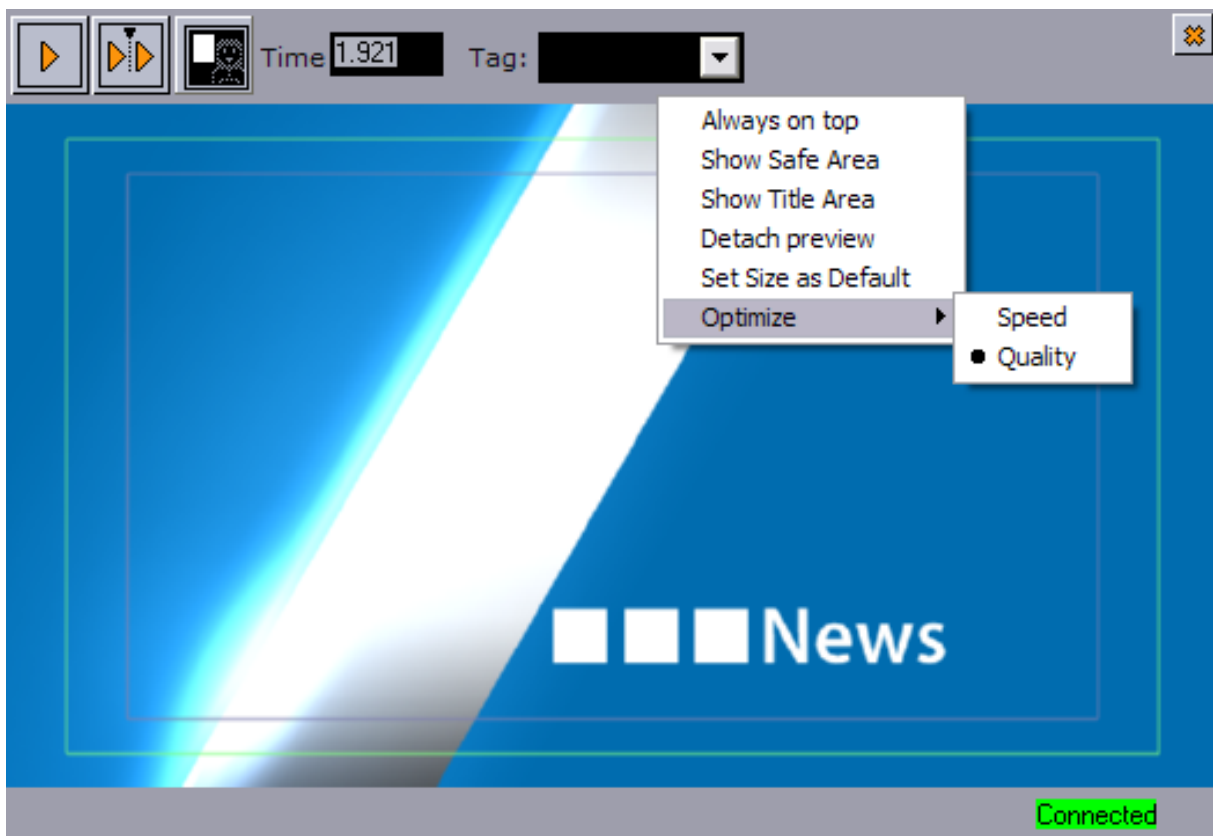 Time 1.921 Tag:
Always on top
Show Safe Area
Show Title Area
Detach preview
Set Size as Default
Optimize
Speed
Quality
News
Connected